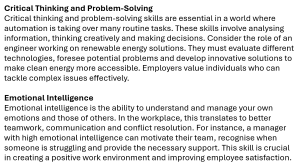 Critical Thinking and Problem-Solving
Critical thinking and problem-solving skills are essential in a world where
automation is taking over many routine tasks. These skills involve analysing
information, thinking creatively and making decisions. Consider the role of an
engineer working on renewable energy solutions. They must evaluate different
technologies, foresee potential problems and develop innovative solutions to
make clean energy more accessible. Employers value individuals who can
tackle complex issues effectively.
Emotional Intelligence
Emotional intelligence is the ability to understand and manage your own
emotions and those of others. In the workplace, this translates to better
teamwork, communication and conflict resolution. For instance, a manager
with high emotional intelligence can motivate their team, recognise when
someone is struggling and provide the necessary support. This skill is crucial
in creating a positive work environment and improving employee satisfaction.